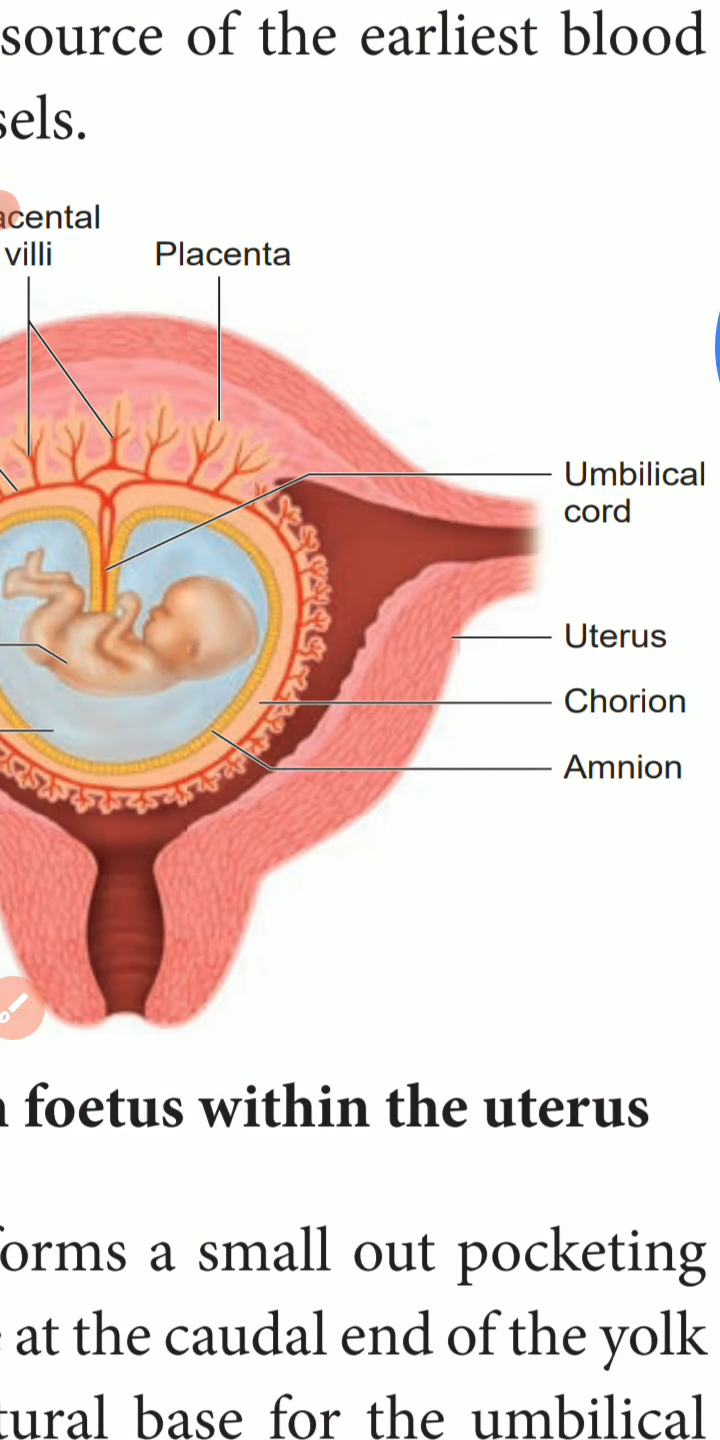 source of the earliest blood
sels.
acental
villi
Placenta
Umbilical
cord
Uterus
Chorion
Amnion
foetus within the uterus
forms a small out pocketing
at the caudal end of the yolk
tural base for the umbilical